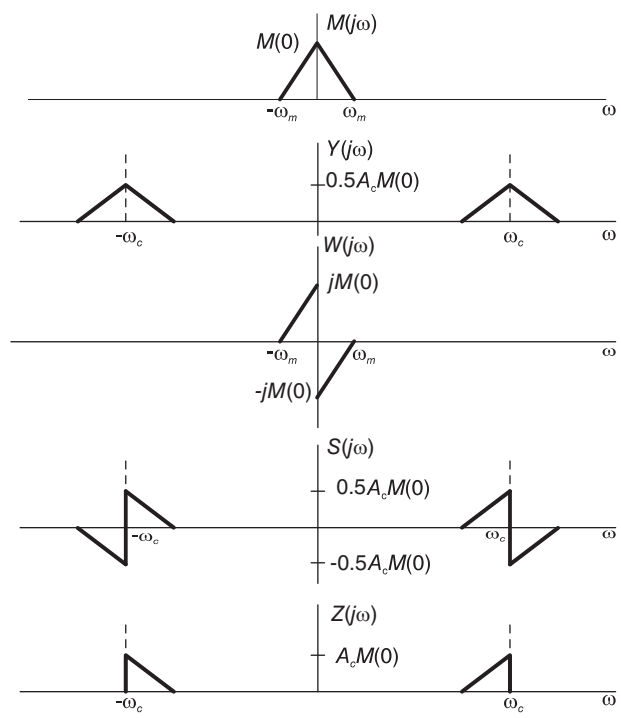 M(jω)
M(0)
-ω_m ω_m ω
Y(jω)
0.5A_cM(0)
-ω_c ω_c ω
W(jω)
jM(0)
-ω_m ω_m ω
-jM(0)
S(jω)
0.5A_cM(0)
-ω_c ω_c ω
-0.5A_cM(0)
Z(jω)
A_cM(0)
-ω_c ω_c ω